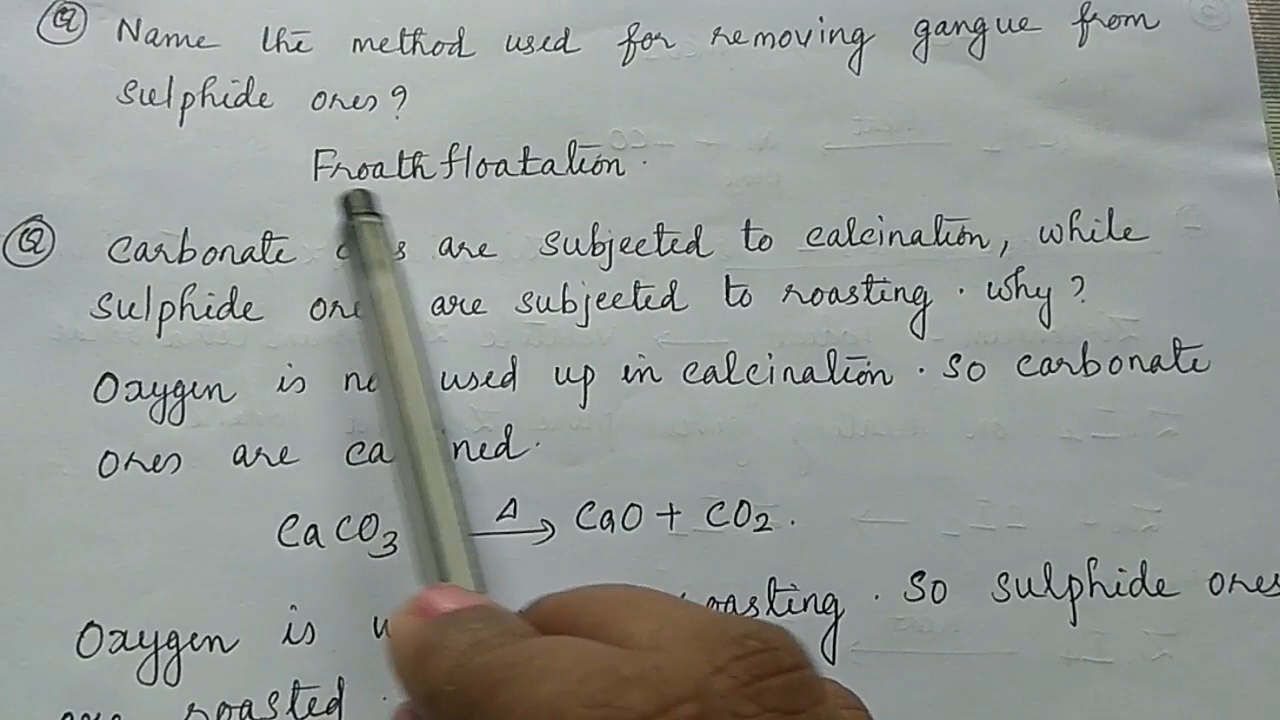 Q Name the method used for removing gangue from
sulphide ores?
Froath floatation.
Q Carbonate are subjected to calcination, while
sulphide are subjected to roasting. Why?
Oxygen is used up in calcination. So carbonate
ores are
CaCO3 Δ→ CaO + CO2.
Oxygen is roasting. So sulphide ores
are roasted.